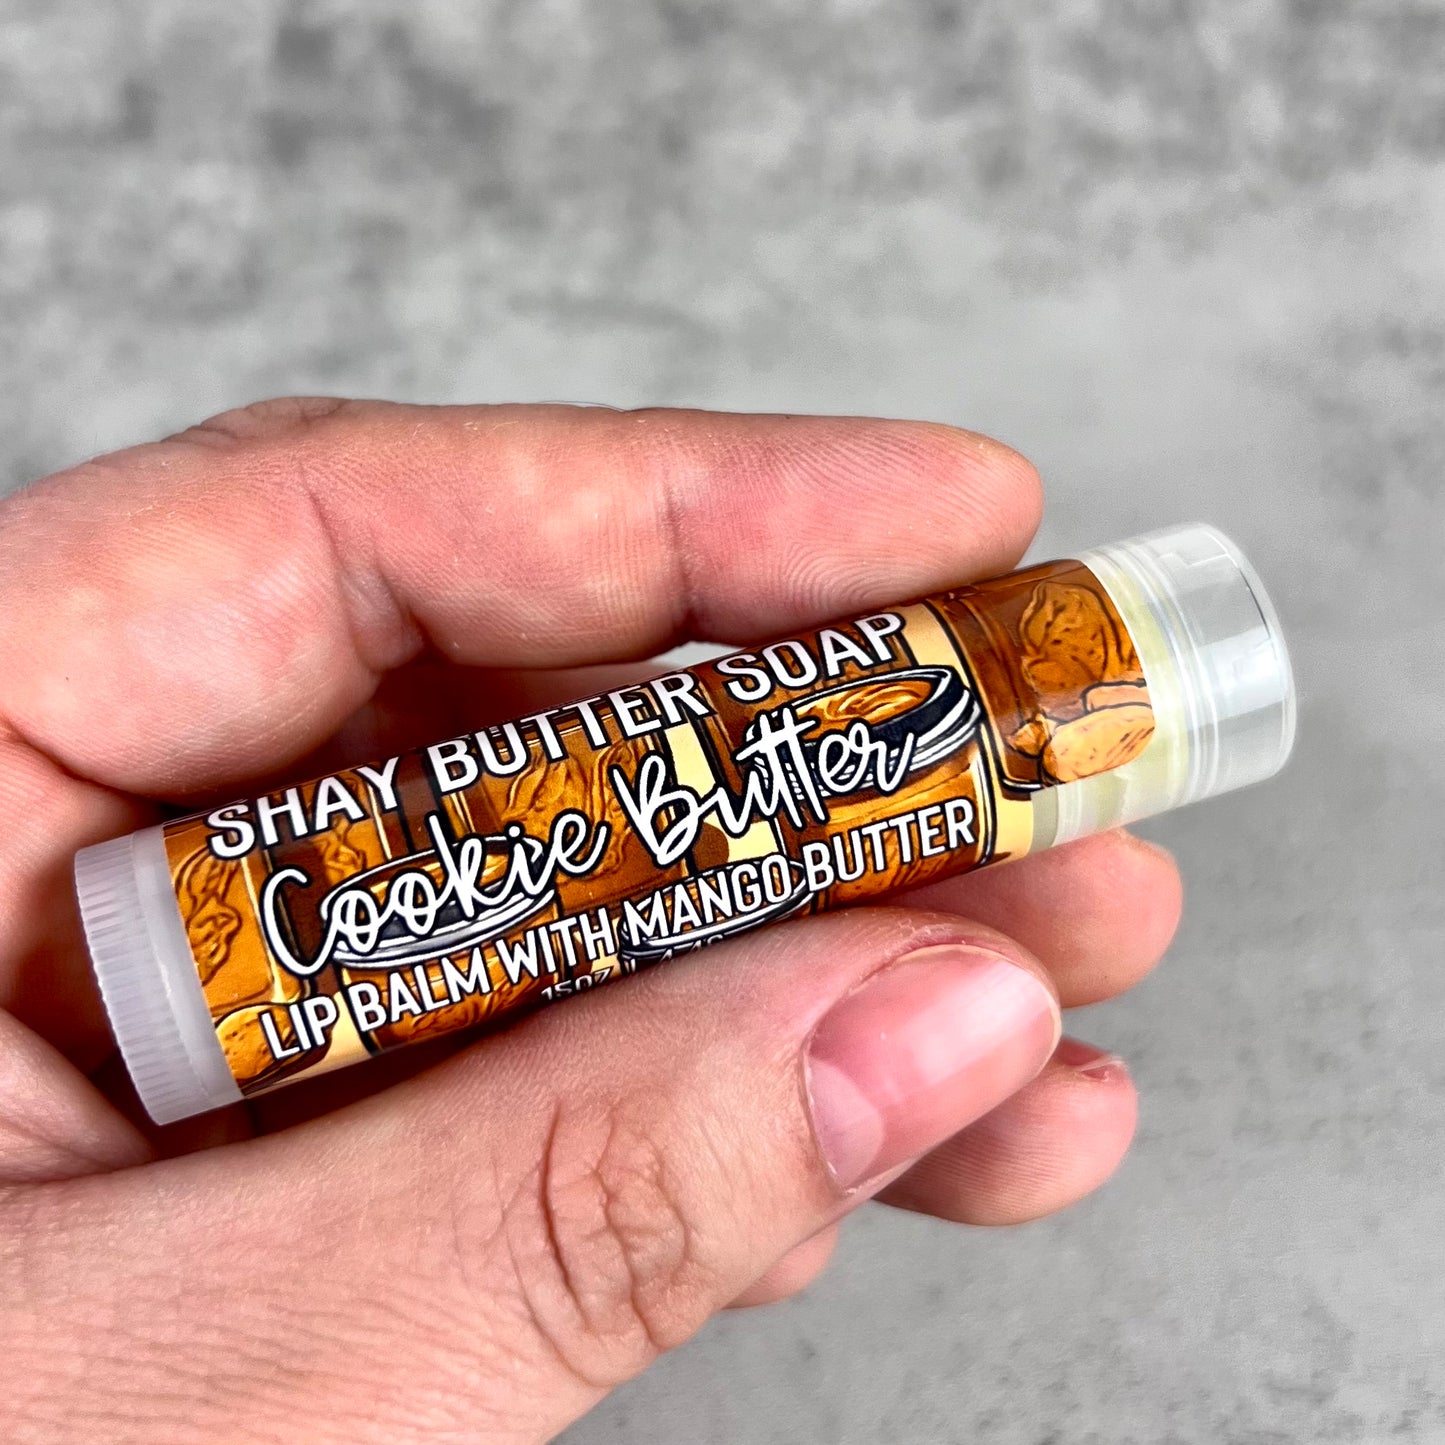 SHAY BUTTER SOAP
Cookie Butter
LIP BALM WITH MANGO BUTTER